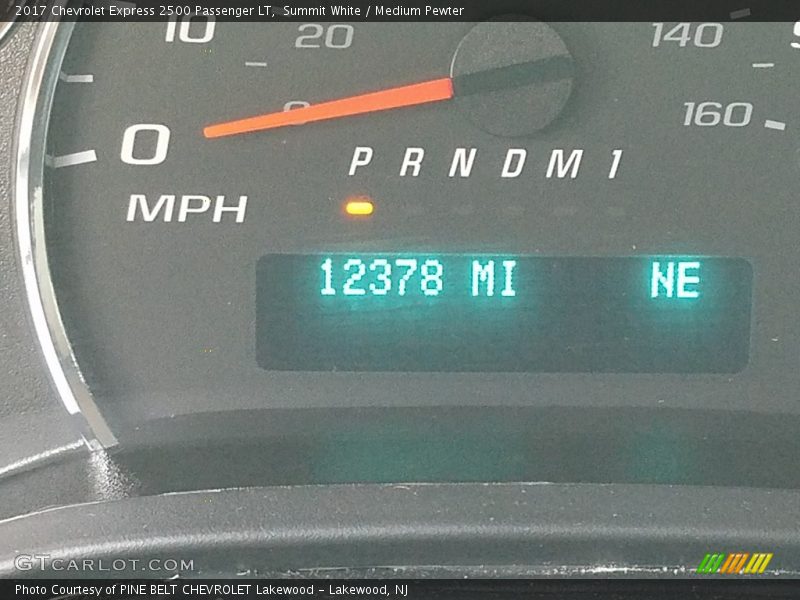 2017 Chevrolet Express 2500 Passenger LT, Summit White / Medium Pewter
10 20 140
0 0 160
P R N D M 1
MPH
12378 MI NE
GTCARLOT.COM
Photo Courtesy of PINE BELT CHEVROLET Lakewood – Lakewood, NJ